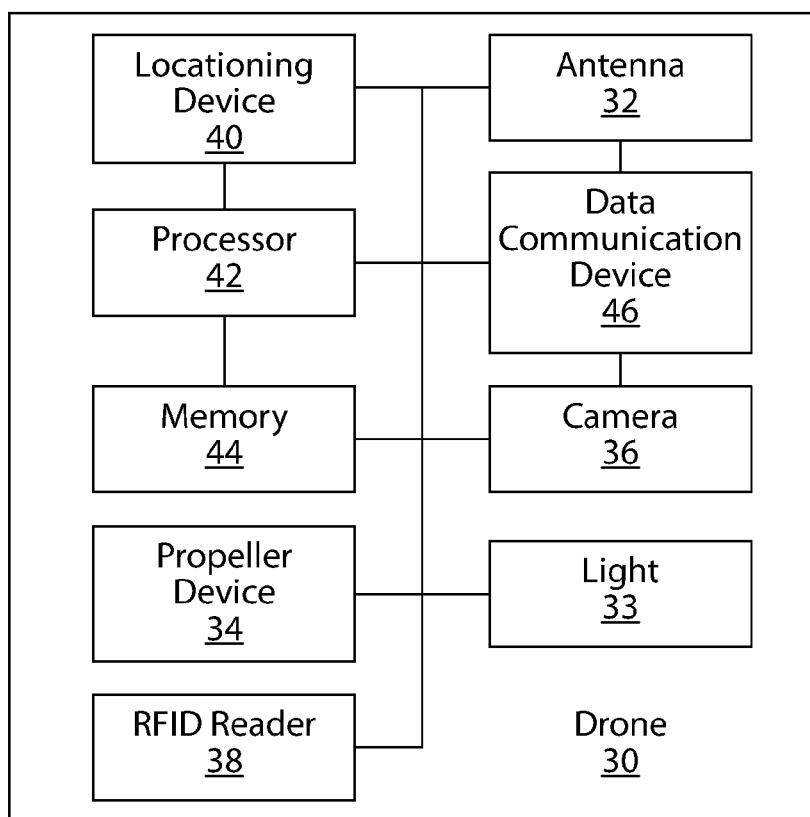 Locationing
Device
40
Antenna
32
Processor
42
Data
Communication
Device
46
Memory
44
Camera
36
Propeller
Device
34
Light
33
RFID Reader
38
Drone
30